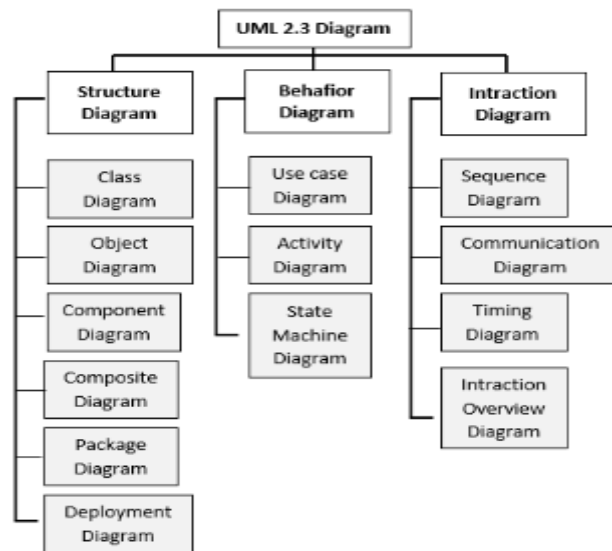 UML 2.3 Diagram
Structure
Diagram
Class
Diagram
Object
Diagram
Component
Diagram
Composite
Diagram
Package
Diagram
Deployment
Diagram
Behafior
Diagram
Use case
Diagram
Activity
Diagram
State
Machine
Diagram
Intraction
Diagram
Sequence
Diagram
Communication
Diagram
Timing
Diagram
Intraction
Overview
Diagram